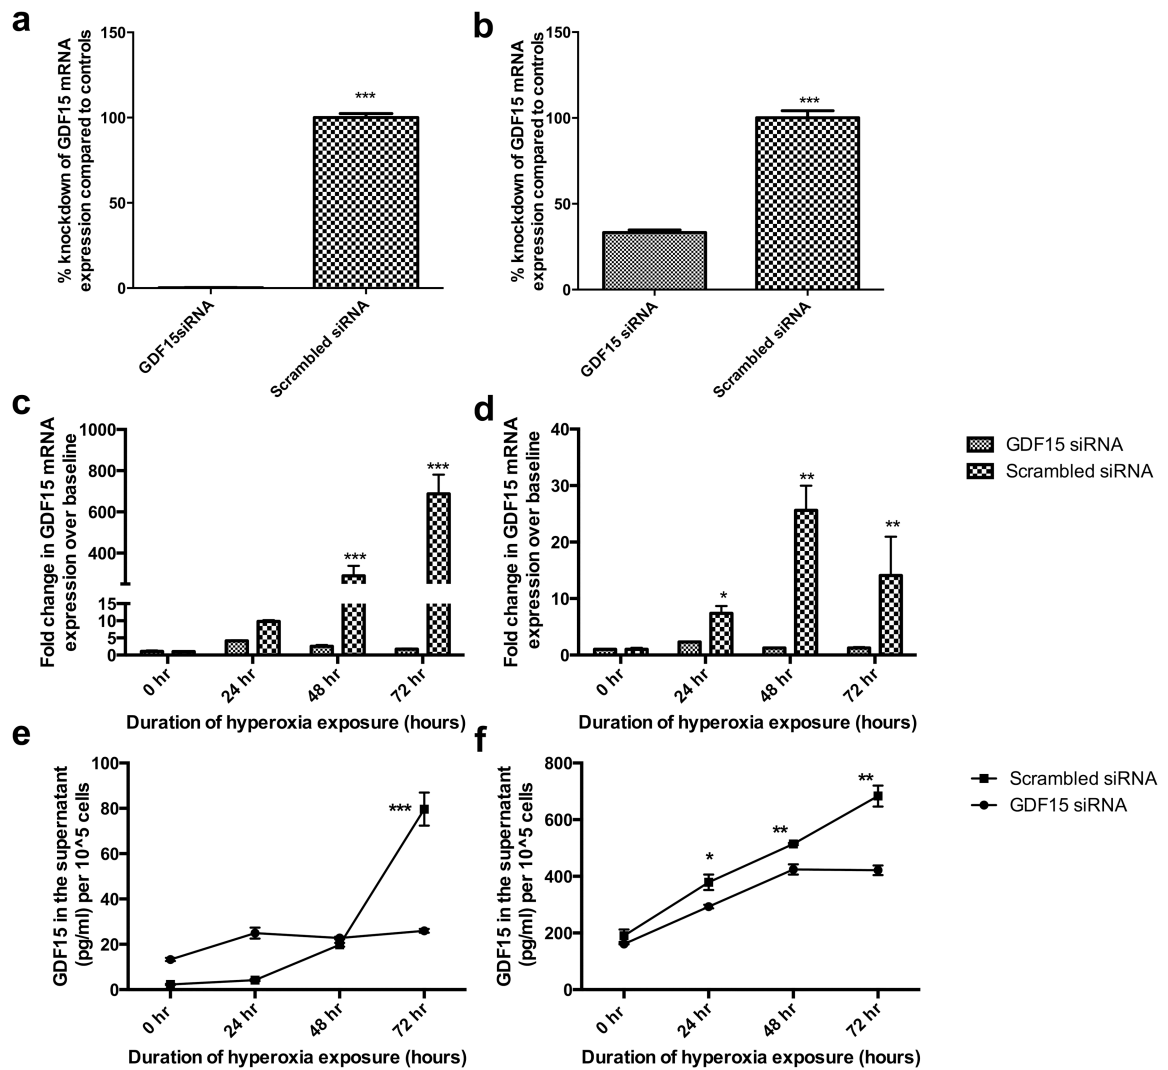 a
% knockdown of GDF15 mRNA
expression compared to controls
150
100
50
0
***
GDF15siRNA
Scrambled siRNA
b
% knockdown of GDF15 mRNA
expression compared to controls
150
100
50
0
***
GDF15 siRNA
Scrambled siRNA
c
Fold change in GDF15 mRNA
expression over baseline
1000
800
600
400
15
10
5
0
***
***
0 hr
24 hr
48 hr
72 hr
Duration of hyperoxia exposure (hours)
d
Fold change in GDF15 mRNA
expression over baseline
40
30
20
10
0
*
**
**
0 hr
24 hr
48 hr
72 hr
Duration of hyperoxia exposure (hours)
GDF15 siRNA
Scrambled siRNA
e
GDF15 in the supernatant
(pg/ml) per 10^5 cells
100
80
60
40
20
0
***
0 hr
24 hr
48 hr
72 hr
Duration of hyperoxia exposure (hours)
f
GDF15 in the supernatant
(pg/ml) per 10^5 cells
800
600
400
200
0
*
**
**
0 hr
24 hr
48 hr
72 hr
Duration of hyperoxia exposure (hours)
Scrambled siRNA
GDF15 siRNA